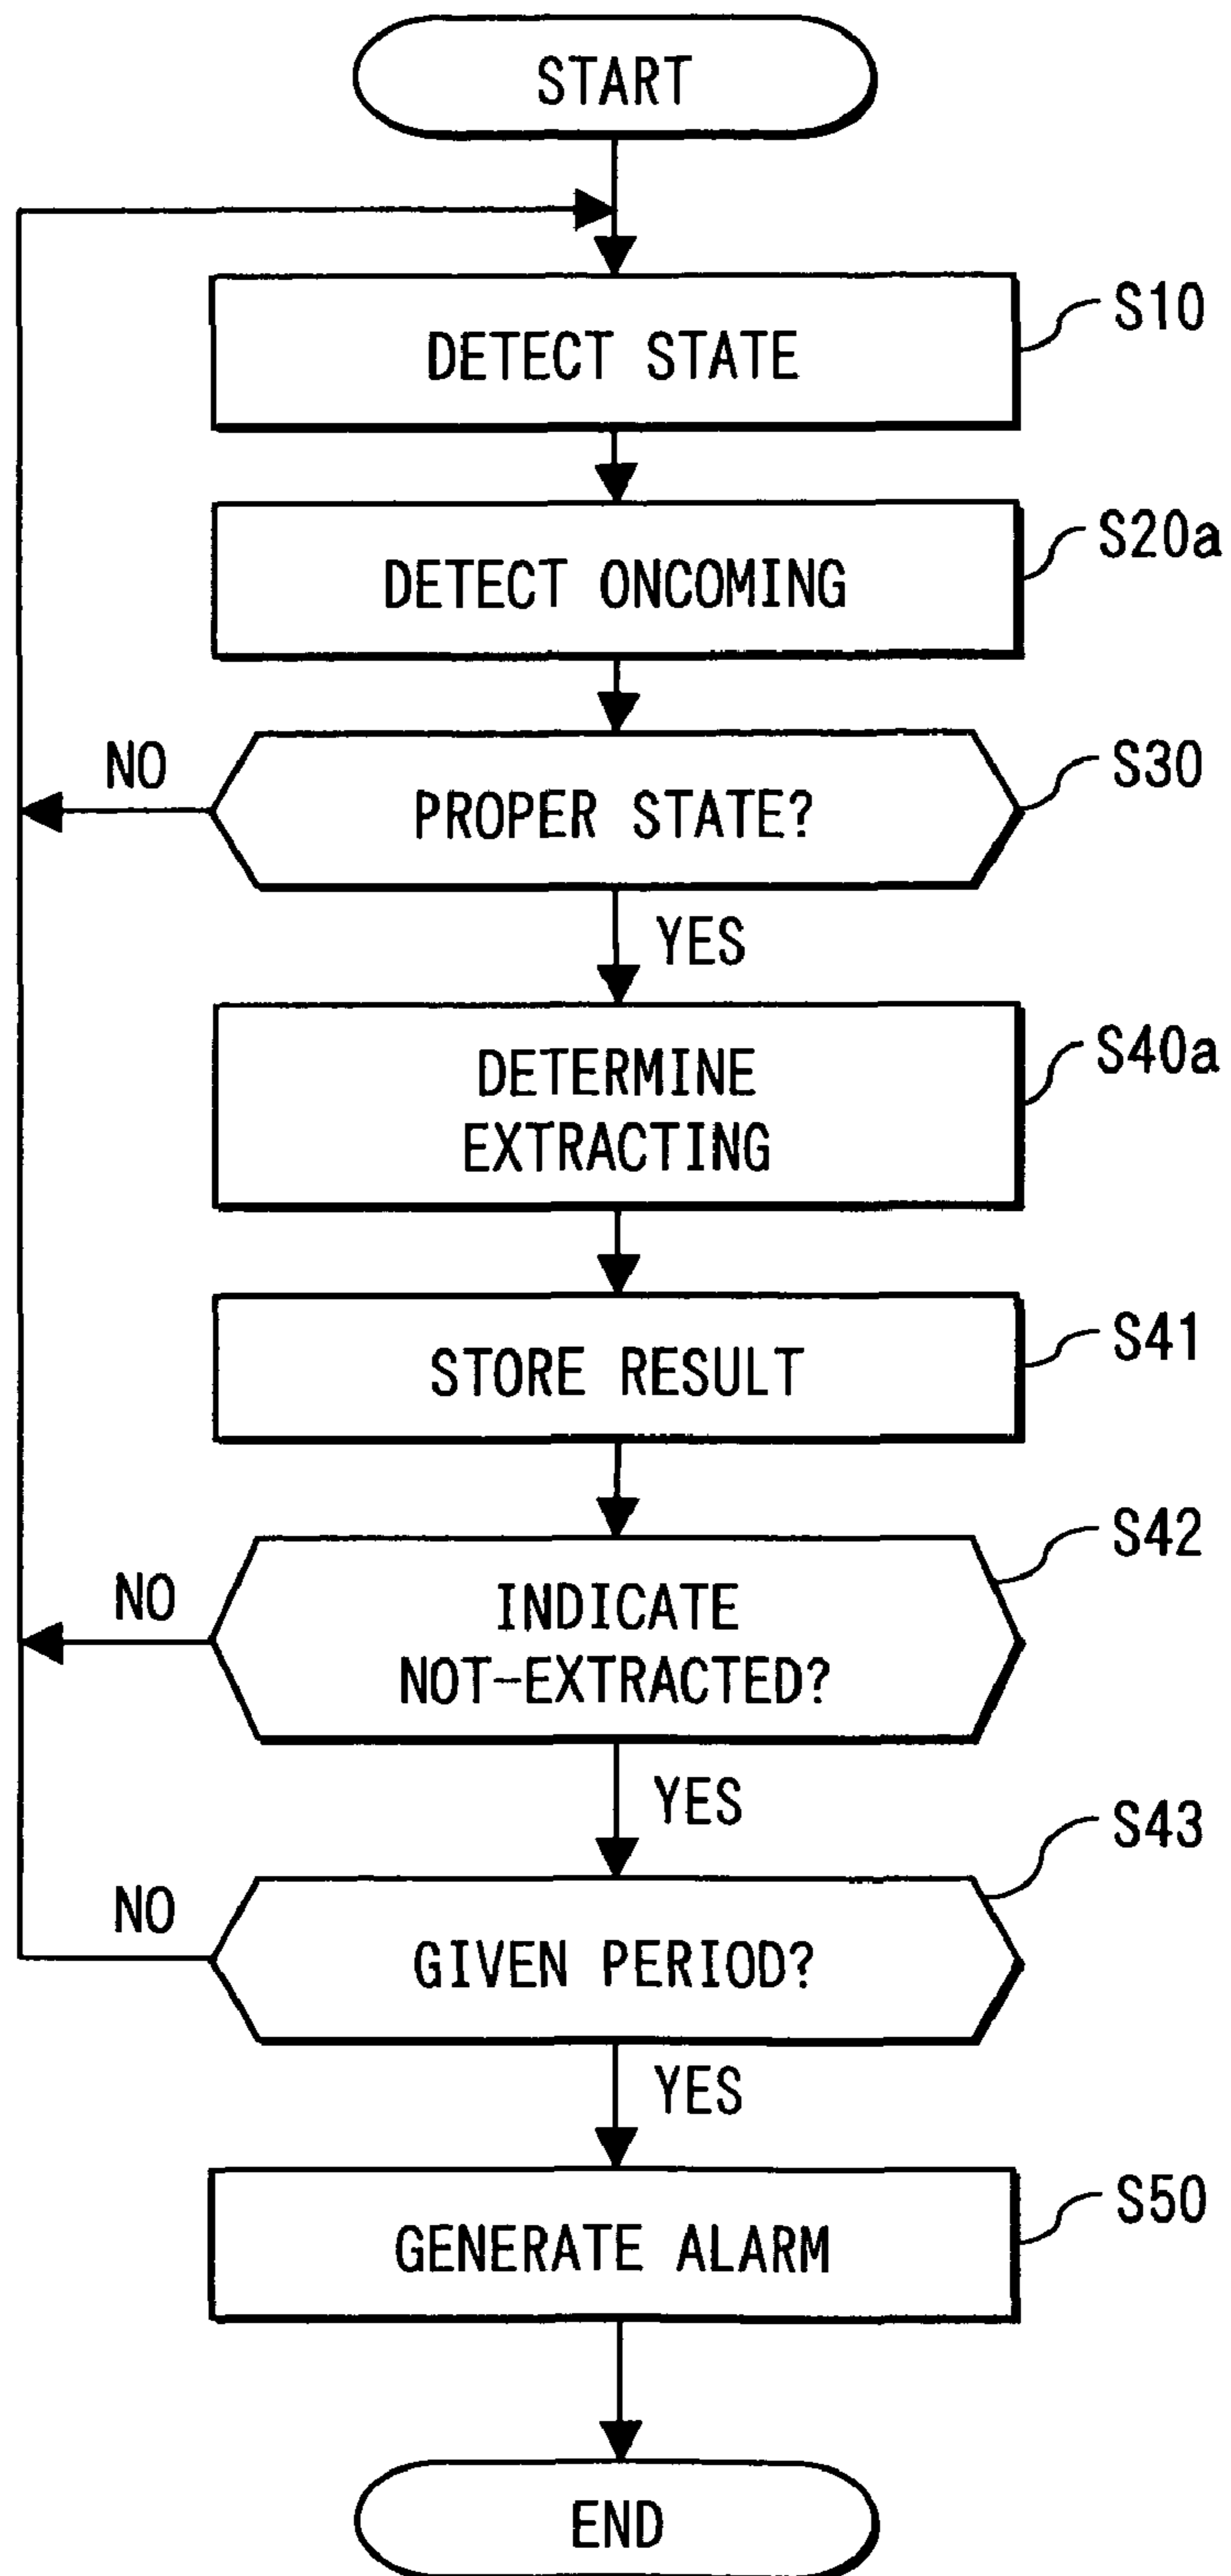 START
DETECT STATE
S10
DETECT ONCOMING
S20a
NO
PROPER STATE?
S30
YES
DETERMINE
EXTRACTING
S40a
STORE RESULT
S41
NO
INDICATE
NOT-EXTRACTED?
S42
YES
NO
GIVEN PERIOD?
S43
YES
GENERATE ALARM
S50
END